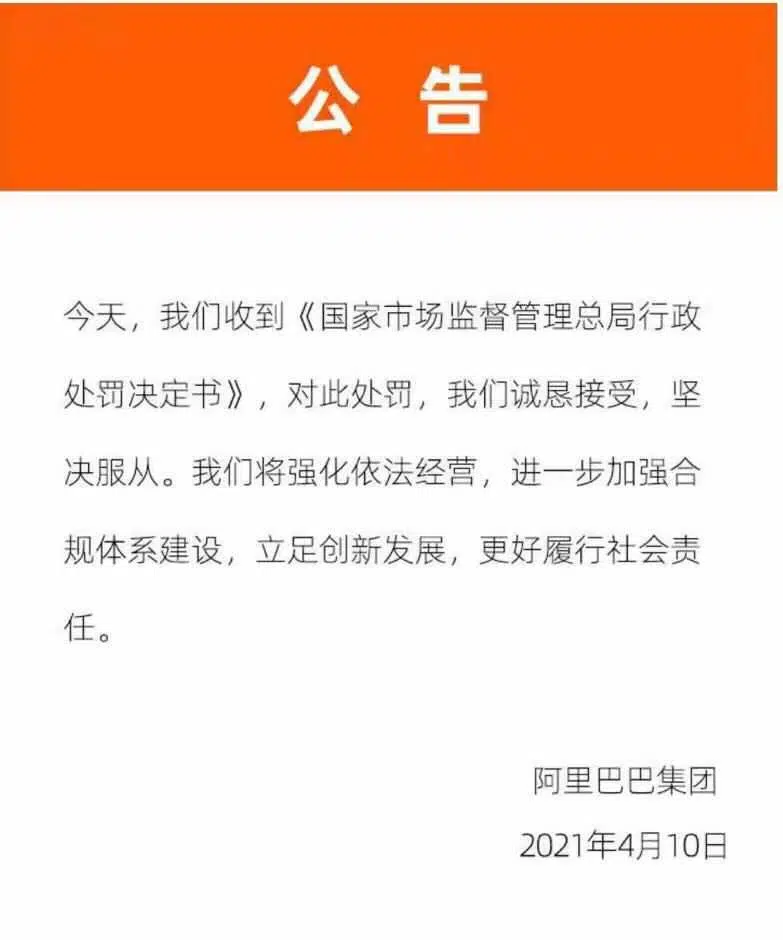 公 告
今天，我们收到《国家市场监督管理总局行政
处罚决定书》，对此处罚，我们诚恳接受，坚
决服从。我们将强化依法经营，进一步加强合
规体系建设，立足创新发展，更好履行社会责
任。
阿里巴巴集团
2021年4月10日